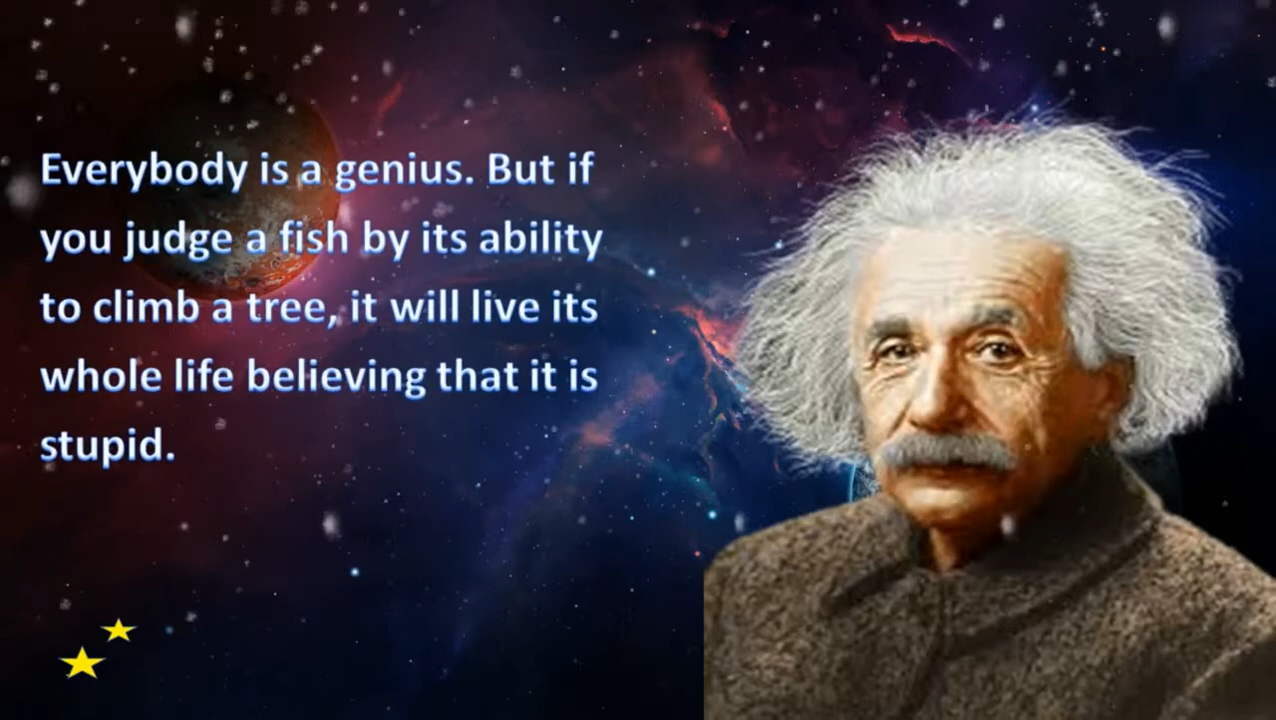 Everybody is a genius. But if
you judge a fish by its ability
to climb a tree, it will live its
whole life believing that it is
stupid.